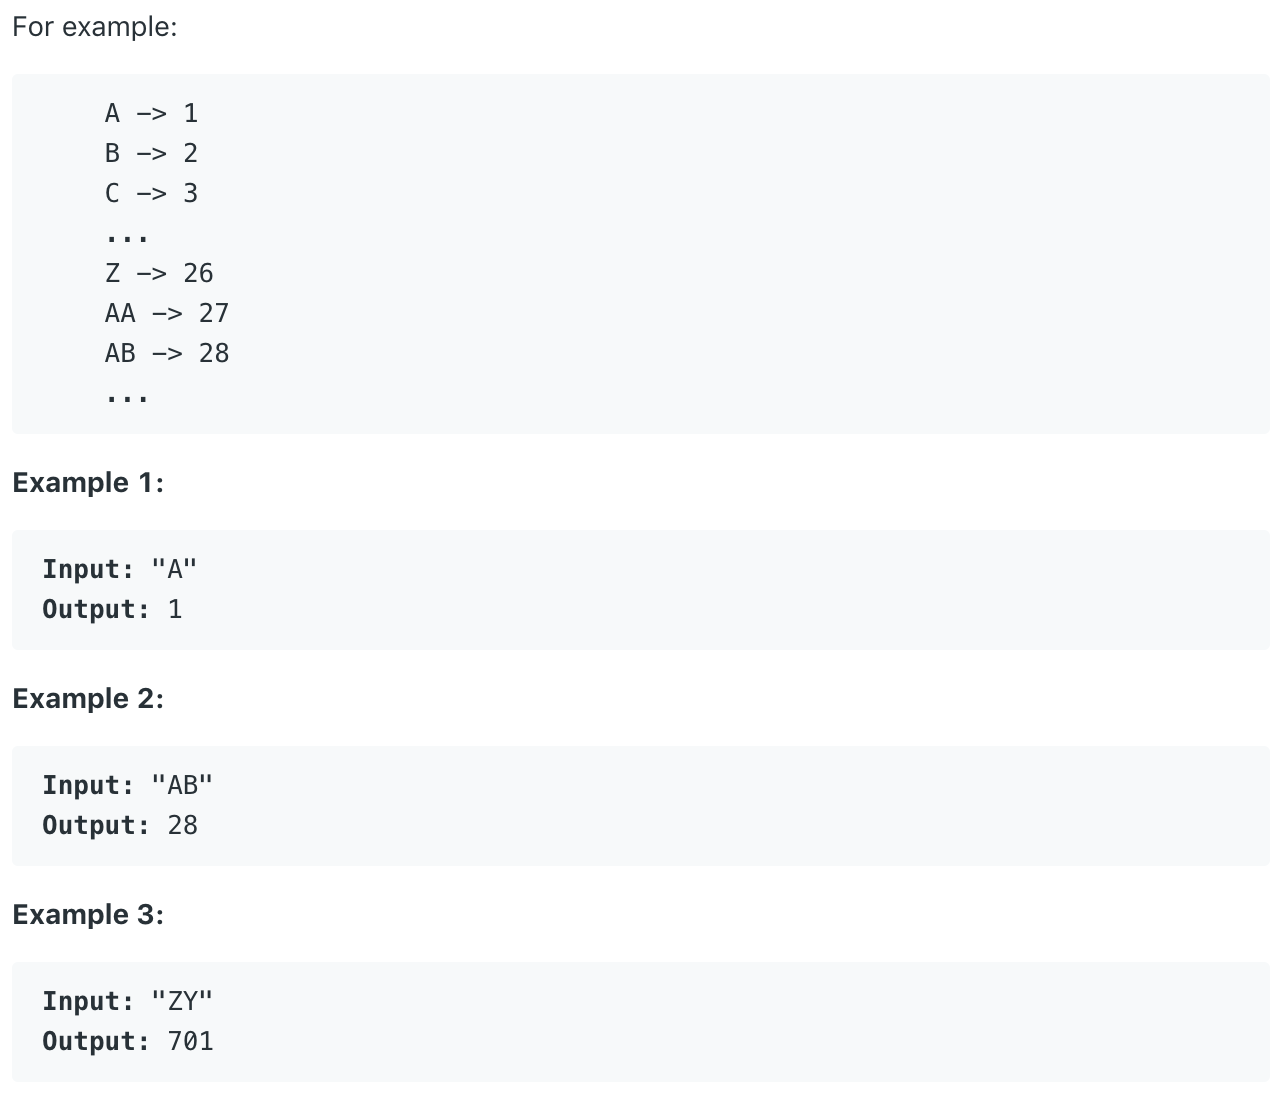 For example:
A -> 1
B -> 2
C -> 3
...
Z -> 26
AA -> 27
AB -> 28
...
Example 1:
Input: "A"
Output: 1
Example 2:
Input: "AB"
Output: 28
Example 3:
Input: "ZY"
Output: 701